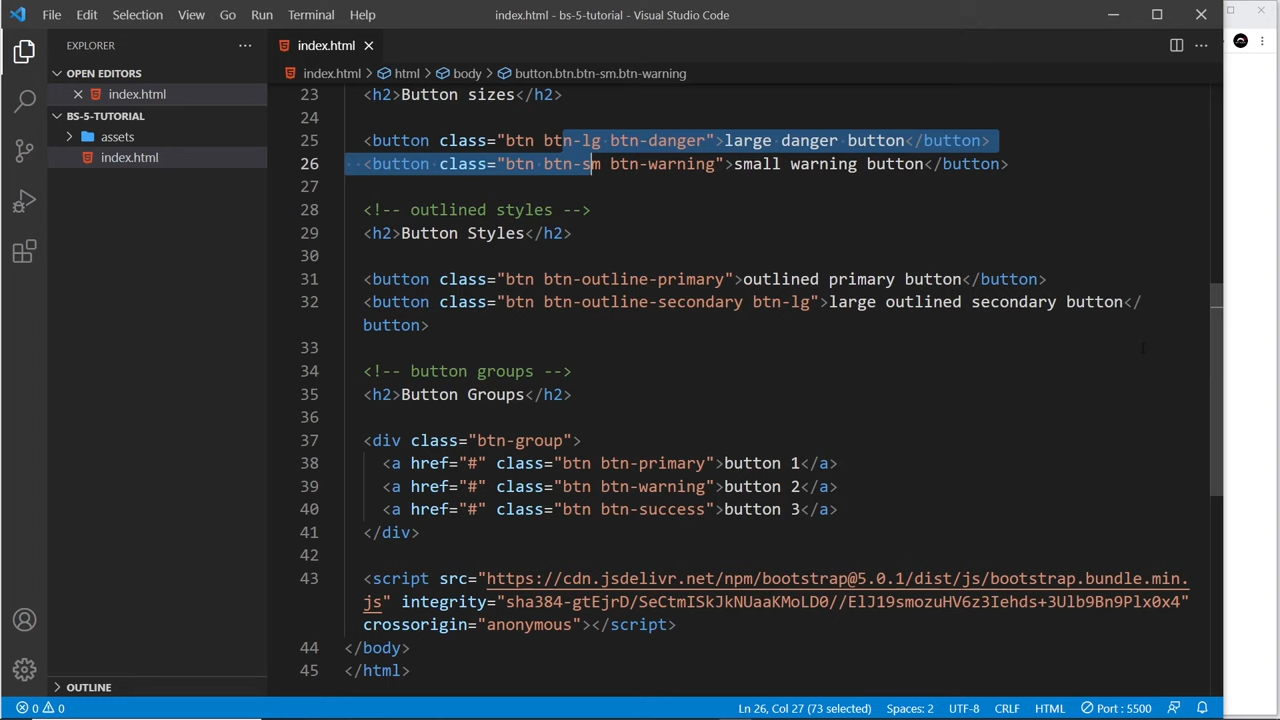 File Edit Selection View Go Run Terminal Help index.html - bs-5-tutorial - Visual Studio Code
EXPLORER
OPEN EDITORS
index.html
BS-5-TUTORIAL
assets
index.html
OUTLINE
index.html
index.html > html > body > button.btn.btn-sm.btn-warning
23 <h2>Button sizes</h2>
24
25 <button class="btn btn-lg btn-danger">large danger button</button>
26 <button class="btn btn-sm btn-warning">small warning button</button>
27
28 <!-- outlined styles -->
29 <h2>Button Styles</h2>
30
31 <button class="btn btn-outline-primary">outlined primary button</button>
32 <button class="btn btn-outline-secondary btn-lg">large outlined secondary button</
button>
33
34 <!-- button groups -->
35 <h2>Button Groups</h2>
36
37 <div class="btn-group">
38 <a href="#" class="btn btn-primary">button 1</a>
39 <a href="#" class="btn btn-warning">button 2</a>
40 <a href="#" class="btn btn-success">button 3</a>
41 </div>
42
43 <script src="https://cdn.jsdelivr.net/npm/bootstrap@5.0.1/dist/js/bootstrap.bundle.min.
js" integrity="sha384-gtEjrD/SeCtmISkJkNUaaKMoLD0//ElJ19smozuHV6z3Iehds+3Ulb9Bn9Plx0x4"
crossorigin="anonymous"></script>
44 </body>
45 </html>
0 0 Ln 26, Col 27 (73 selected) Spaces: 2 UTF-8 CRLF HTML Port : 5500